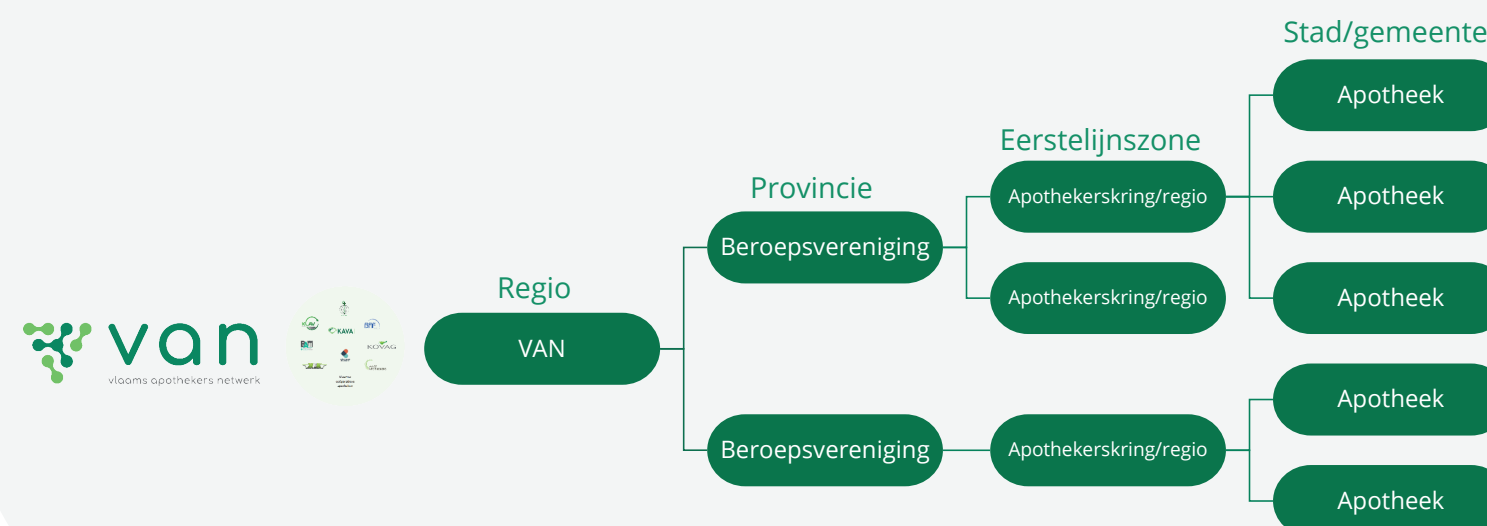 Stad/gemeente
Apotheek
Eerstelijnszone
Provincie
Apothekerskring/regio
Apotheek
Beroepsvereniging
Regio
Apothekerskring/regio
Apotheek
van
vlaams apothekers netwerk
KAVA
KOVAG
VAN
Apotheek
Beroepsvereniging
Apothekerskring/regio
Apotheek